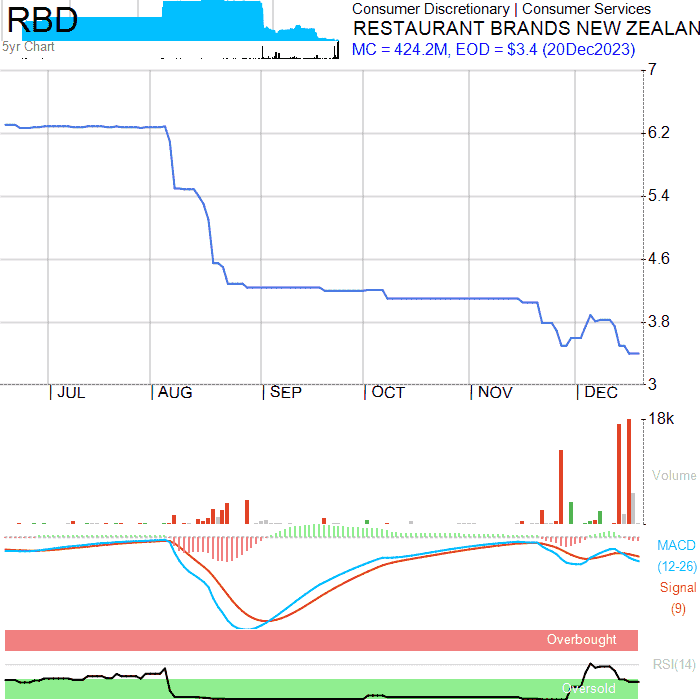 RBD
5yr Chart
Consumer Discretionary | Consumer Services
RESTAURANT BRANDS NEW ZEALAN
MC = 424.2M, EOD = $3.4 (20Dec2023)
7
6.2
5.4
4.6
3.8
3
JUL AUG SEP OCT NOV DEC
18k
Volume
MACD
(12-26)
Signal
(9)
Overbought
RSI(14)
Oversold